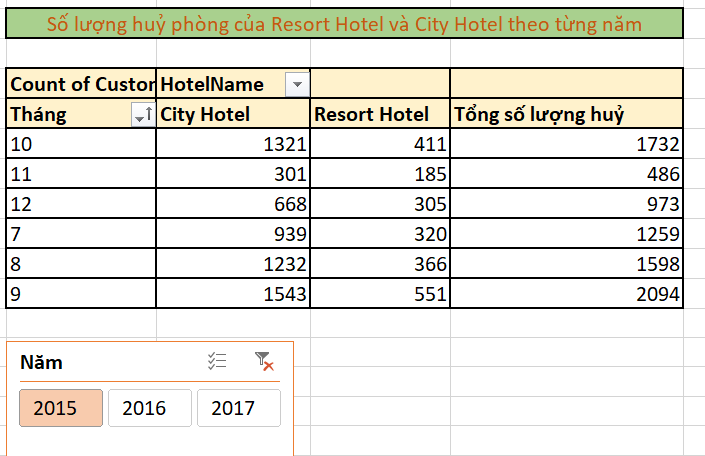 Số lượng huỷ phòng của Resort Hotel và City Hotel theo từng năm
Count of Custor HotelName
Tháng City Hotel Resort Hotel Tổng số lượng huỷ
10 1321 411 1732
11 301 185 486
12 668 305 973
7 939 320 1259
8 1232 366 1598
9 1543 551 2094
Năm
2015 2016 2017